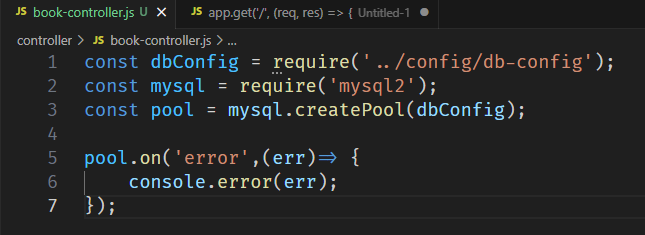 JS book-controller.js U X JS app.get('/', (req, res) => { Untitled-1 ●
controller > JS book-controller.js > ...
1 const dbConfig = require('../config/db-config');
2 const mysql = require('mysql2');
3 const pool = mysql.createPool(dbConfig);
4
5 pool.on('error',(err)=> {
6 console.error(err);
7 });